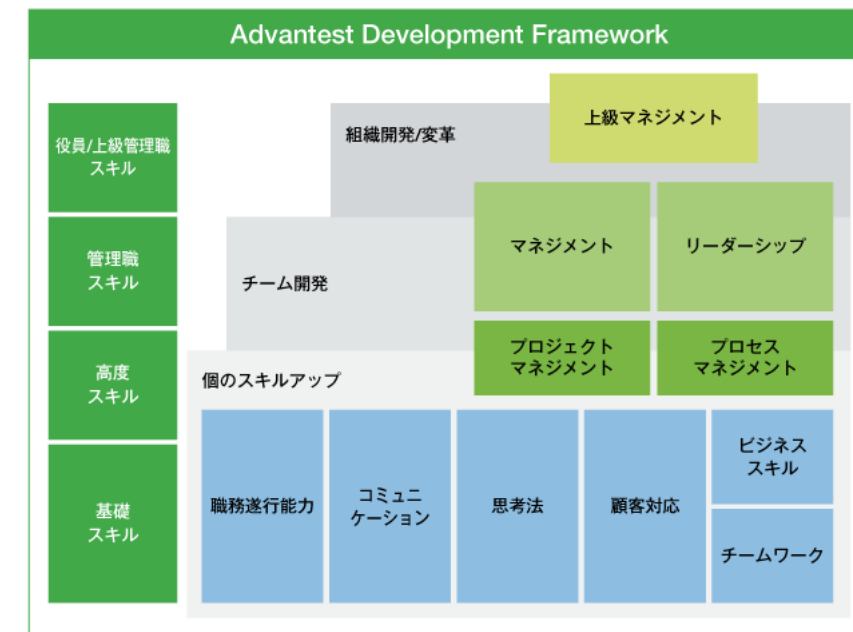 Advantest Development Framework
役員/上級管理職
スキル
組織開発/変革
上級マネジメント
管理職
スキル
チーム開発
マネジメント
リーダーシップ
高度
スキル
個のスキルアップ
プロジェクト
マネジメント
プロセス
マネジメント
基礎
スキル
職務遂行能力
コミュニ
ケーション
思考法
顧客対応
ビジネス
スキル
チームワーク